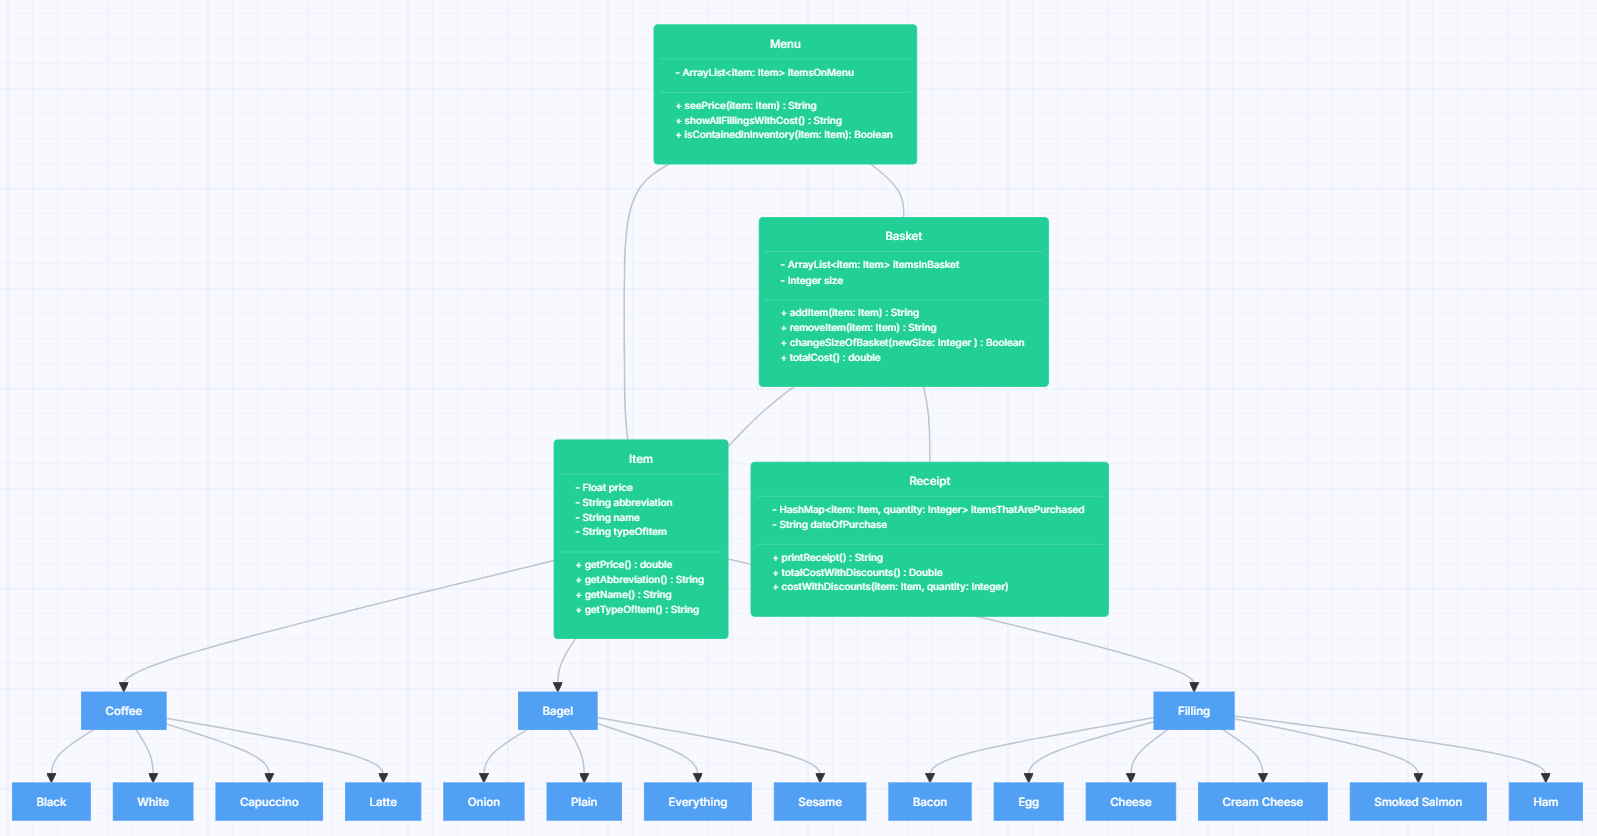 Menu
- ArrayList<item: Item> itemsOnMenu
+ seePrice(item: Item) : String
+ showAllFillingsWithCost() : String
+ isContainedInInventory(item: Item): Boolean
Basket
- ArrayList<item: Item> itemsInBasket
- Integer size
+ addItem(item: Item) : String
+ removeItem(item: Item) : String
+ changeSizeOfBasket(newSize: Integer ) : Boolean
+ totalCost() : double
Item
- Float price
- String abbreviation
- String name
- String typeOfItem
+ getPrice() : double
+ getAbbreviation() : String
+ getName() : String
+ getTypeOfItem() : String
Receipt
- HashMap<item: Item, quantity: Integer> itemsThatArePurchased
- String dateOfPurchase
+ printReceipt() : String
+ totalCostWithDiscounts() : Double
+ costWithDiscounts(item: Item, quantity: Integer)
Coffee
Bagel
Filling
Black
White
Capuccino
Latte
Onion
Plain
Everything
Sesame
Bacon
Egg
Cheese
Cream Cheese
Smoked Salmon
Ham